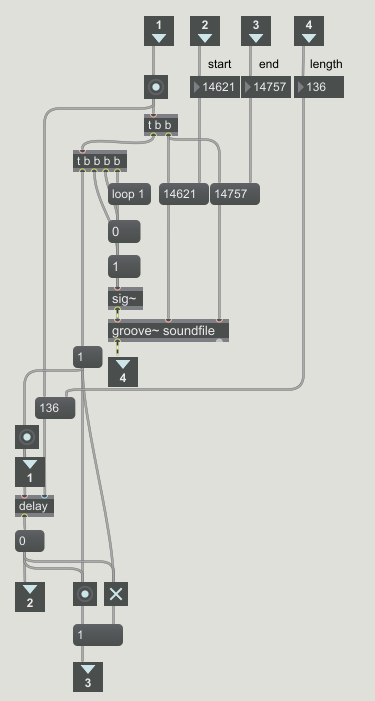 1 2 3 4
start end length
14621 14757 136
t b b
t b b b b
loop 1 14621 14757
0
1
sig~
groove~ soundfile
1
4
136
1
delay
0
2
1
3